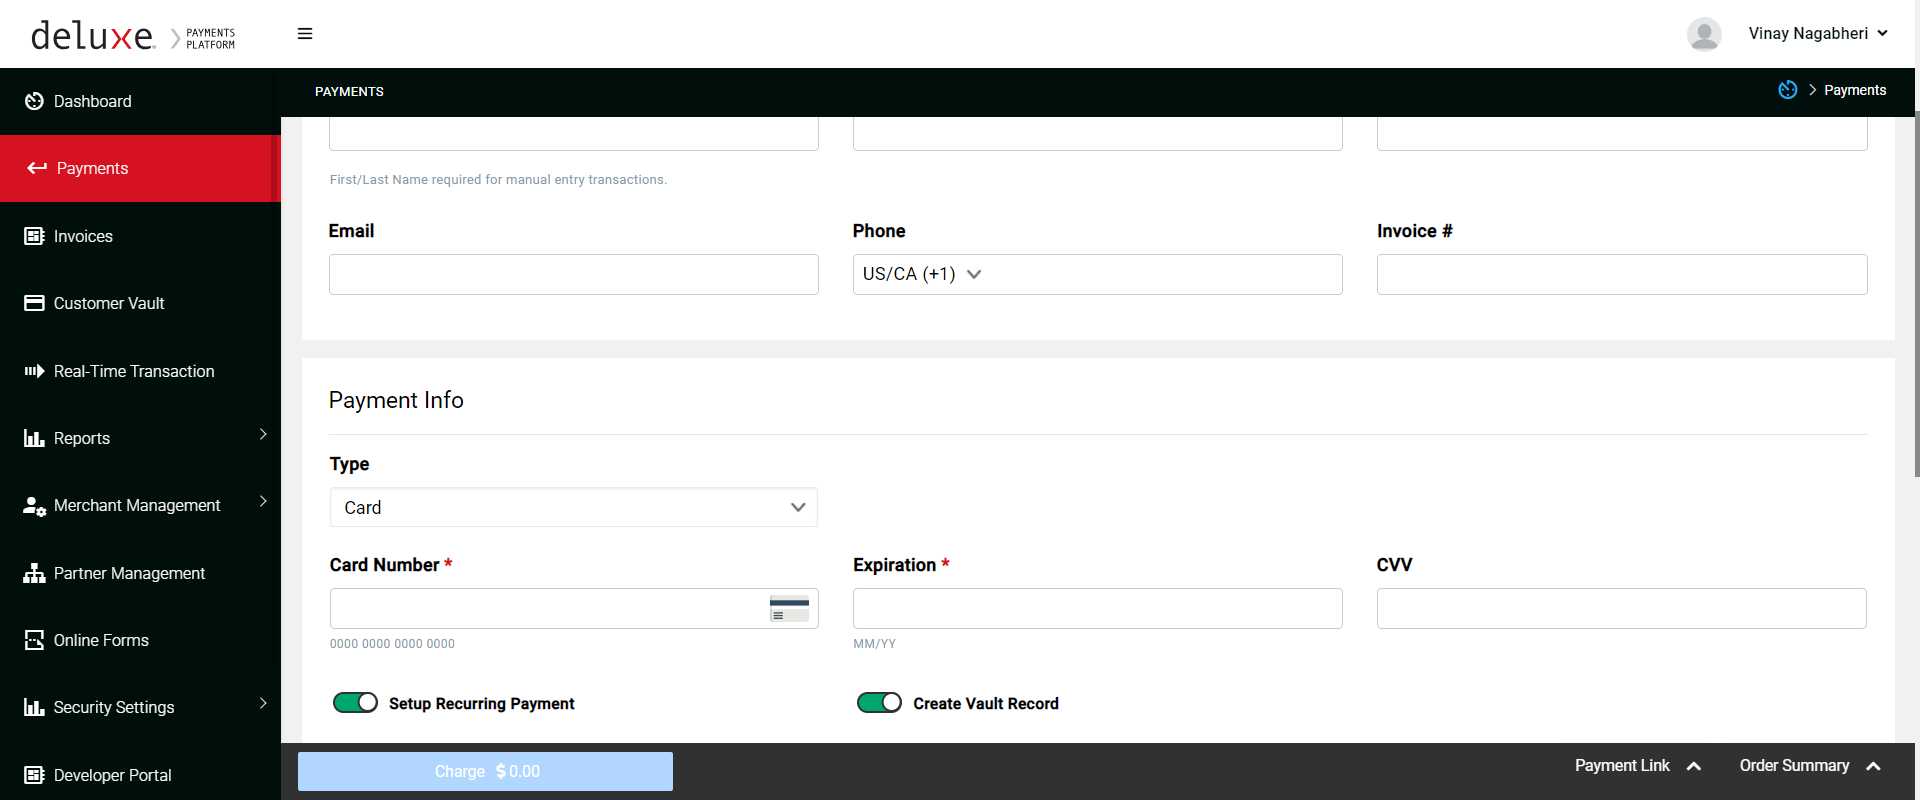 deluxe.
PAYMENTS
PLATFORM
Vinay Nagabheri
Dashboard
Payments
Invoices
Customer Vault
Real-Time Transaction
Reports
Merchant Management
Partner Management
Online Forms
Security Settings
Developer Portal
PAYMENTS
Payments
First/Last Name required for manual entry transactions.
Email
Phone
Invoice #
US/CA (+1)
Payment Info
Type
Card
Card Number *
Expiration *
CVV
0000 0000 0000 0000
MM/YY
Setup Recurring Payment
Create Vault Record
Charge $0.00
Payment Link
Order Summary